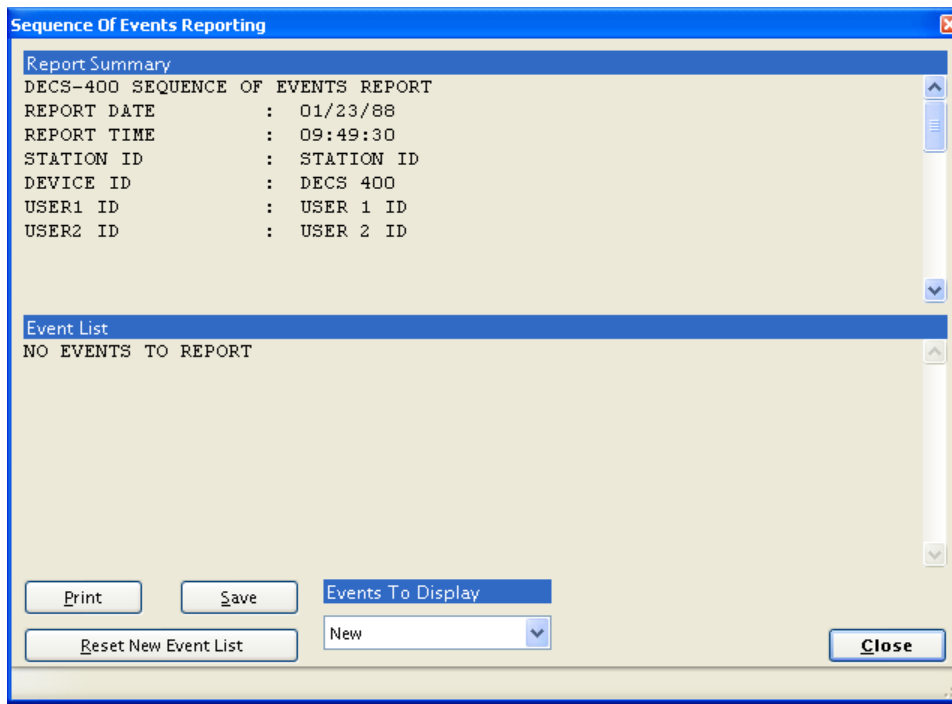 Sequence Of Events Reporting
Report Summary
DECS-400 SEQUENCE OF EVENTS REPORT
REPORT DATE : 01/23/88
REPORT TIME : 09:49:30
STATION ID : STATION ID
DEVICE ID : DECS 400
USER1 ID : USER 1 ID
USER2 ID : USER 2 ID
Event List
NO EVENTS TO REPORT
Print Save Events To Display
Reset New Event List New Close